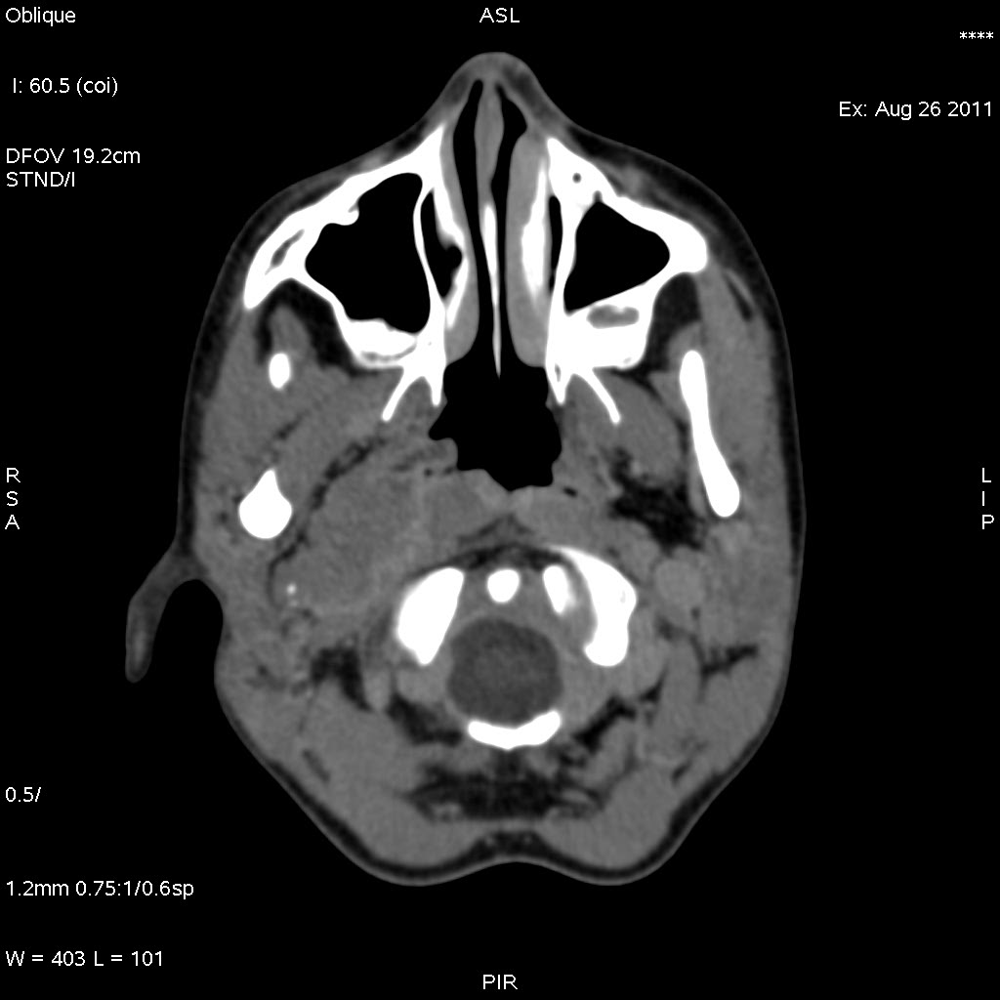 Oblique
ASL
****
I: 60.5 (coi)
Ex: Aug 26 2011
DFOV 19.2cm
STND/I
R
S
A
L
I
P
0.5/
1.2mm 0.75:1/0.6sp
W = 403 L = 101
PIR